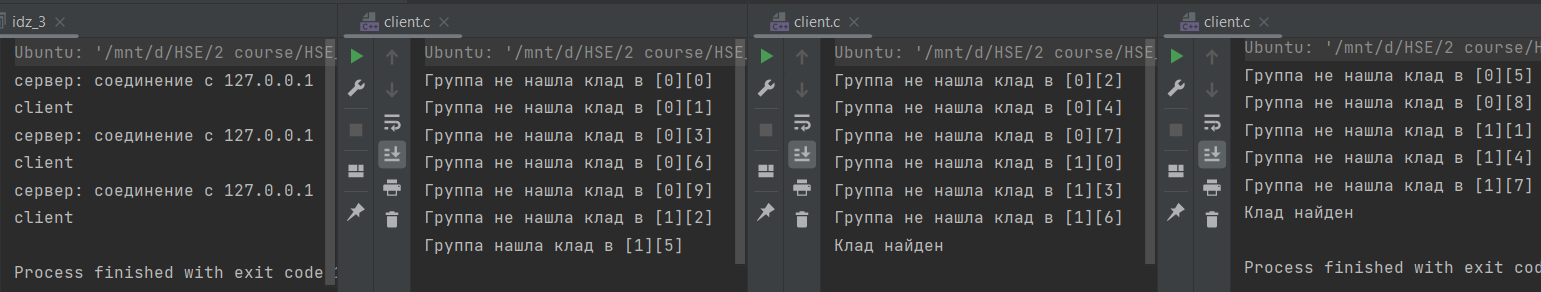 idz_3
Ubuntu: '/mnt/d/HSE/2 course/HSE_
сервер: соединение с 127.0.0.1
client
сервер: соединение с 127.0.0.1
client
сервер: соединение с 127.0.0.1
client
Process finished with exit code
client.c
C++
Ubuntu: '/mnt/d/HSE/2 course/HSE_
Группа не нашла клад в [0][0]
Группа не нашла клад в [0][1]
Группа не нашла клад в [0][3]
Группа не нашла клад в [0][6]
Группа не нашла клад в [0][9]
Группа не нашла клад в [1][2]
Группа нашла клад в [1][5]
client.c
C++
Ubuntu: '/mnt/d/HSE/2 course/HSE_
Группа не нашла клад в [0][2]
Группа не нашла клад в [0][4]
Группа не нашла клад в [0][7]
Группа не нашла клад в [1][0]
Группа не нашла клад в [1][3]
Группа не нашла клад в [1][6]
Клад найден
client.c
C++
Ubuntu: '/mnt/d/HSE/2 course/HSE_
Группа не нашла клад в [0][5]
Группа не нашла клад в [0][8]
Группа не нашла клад в [1][1]
Группа не нашла клад в [1][4]
Группа не нашла клад в [1][7]
Клад найден
Process finished with exit cod